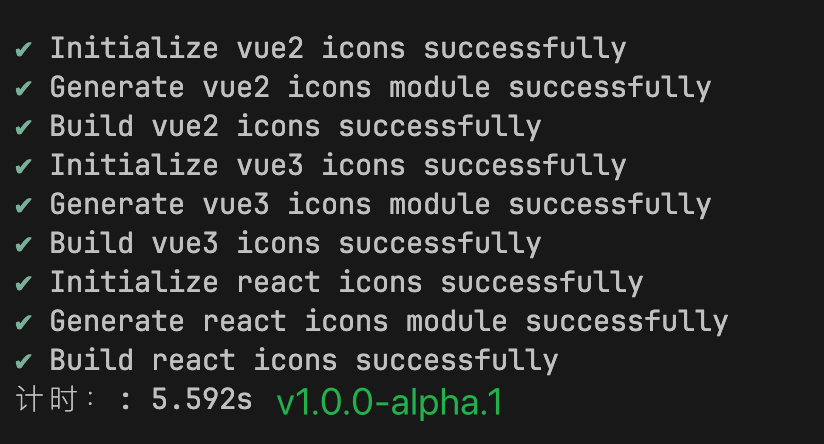 ✔ Initialize vue2 icons successfully
✔ Generate vue2 icons module successfully
✔ Build vue2 icons successfully
✔ Initialize vue3 icons successfully
✔ Generate vue3 icons module successfully
✔ Build vue3 icons successfully
✔ Initialize react icons successfully
✔ Generate react icons module successfully
✔ Build react icons successfully
计时：: 5.592s v1.0.0-alpha.1